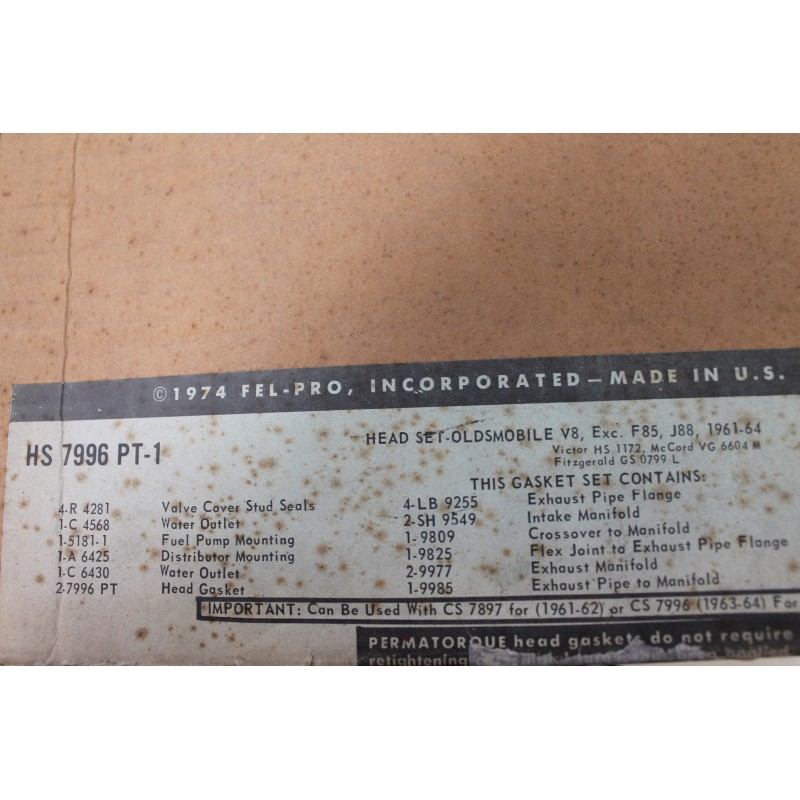 ©1974 FEL-PRO, INCORPORATED — MADE IN U.S.
HS 7996 PT-1
HEAD SET-OLDSMOBILE V8, Exc. F85, J88, 1961-64
Victor HS 1172, McCord VG 6604 M
Fitzgerald GS 0799 L
THIS GASKET SET CONTAINS:
4-R 4281 Valve Cover Stud Seals
1-C 4568 Water Outlet
1-5181-1 Fuel Pump Mounting
1-A 6425 Distributor Mounting
1-C 6430 Water Outlet
2-7996 PT Head Gasket
4-LB 9255 Exhaust Pipe Flange
2-SH 9549 Intake Manifold
1-9809 Crossover to Manifold
1-9825 Flex Joint to Exhaust Pipe Flange
2-9977 Exhaust Manifold
1-9985 Exhaust Pipe to Manifold
IMPORTANT: Can Be Used With CS 7897 for (1961-62) or CS 7996 (1963-64) For
PERMATORQUE head gaskets do not require
retightening